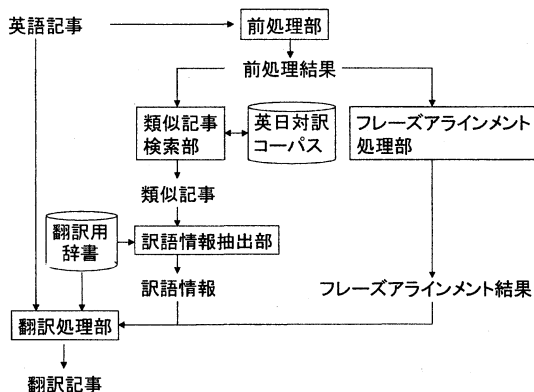 英語記事
前処理部
前処理結果
類似記事
検索部
英日対訳
コーパス
フレーズアラインメント
処理部
類似記事
翻訳用
辞書
訳語情報抽出部
訳語情報
フレーズアラインメント結果
翻訳処理部
翻訳記事